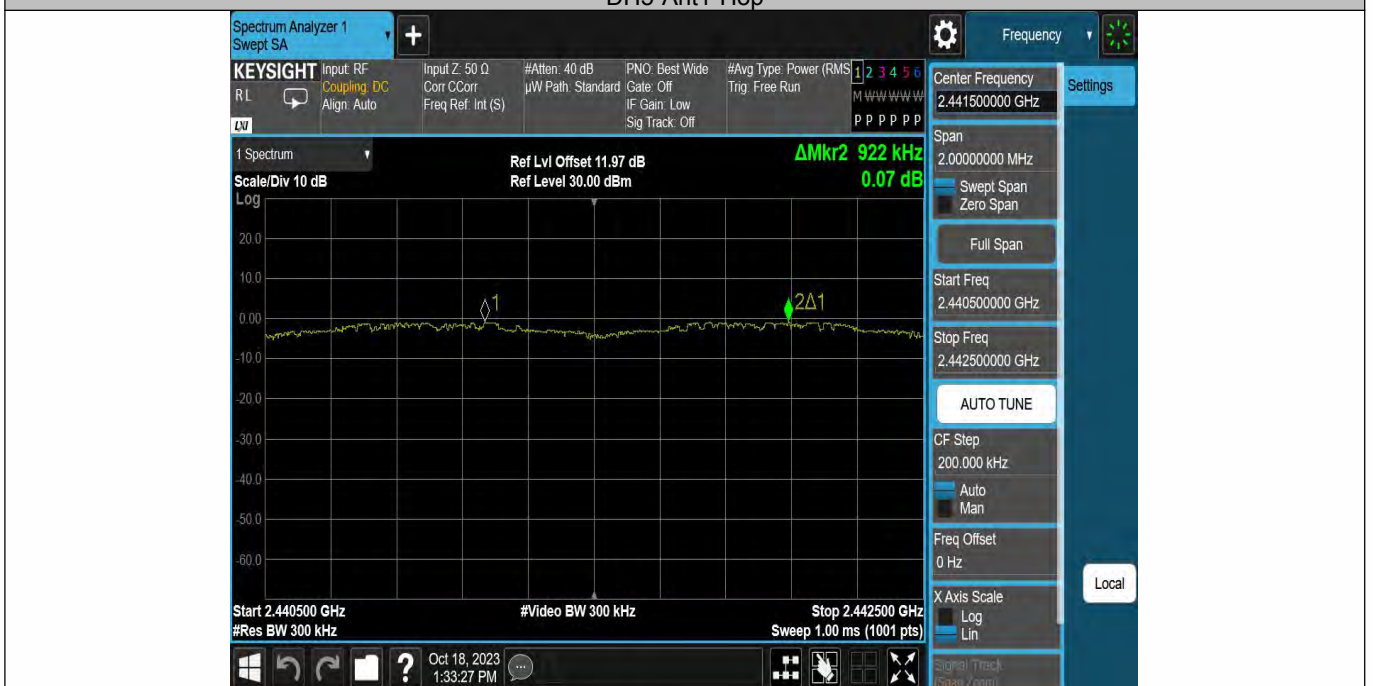 DH5-Ant1-Hop
Spectrum Analyzer 1
Swept SA
Frequency
KEYSIGHT
RL
LXI
Input: RF
Coupling: DC
Align: Auto
Input Z: 50 Ω
Corr CCorr
Freq Ref: Int (S)
#Atten: 40 dB
µW Path: Standard
PNO: Best Wide
Gate: Off
IF Gain: Low
Sig Track: Off
#Avg Type: Power (RMS
Trig: Free Run
1 2 3 4 5 6
M W W W W W
P P P P P P
1 Spectrum
Scale/Div 10 dB
Log
Ref Lvl Offset 11.97 dB
Ref Level 30.00 dBm
ΔMkr2 922 kHz
0.07 dB
20.0
10.0
0.00
-10.0
-20.0
-30.0
-40.0
-50.0
-60.0
1
2Δ1
Start 2.440500 GHz
#Res BW 300 kHz
#Video BW 300 kHz
Stop 2.442500 GHz
Sweep 1.00 ms (1001 pts)
Center Frequency
2.441500000 GHz
Settings
Span
2.00000000 MHz
Swept Span
Zero Span
Full Span
Start Freq
2.440500000 GHz
Stop Freq
2.442500000 GHz
AUTO TUNE
CF Step
200.000 kHz
Auto
Man
Freq Offset
0 Hz
X Axis Scale
Log
Lin
Signal Track
(Span Zoom)
Local
?
Oct 18, 2023
1:33:27 PM